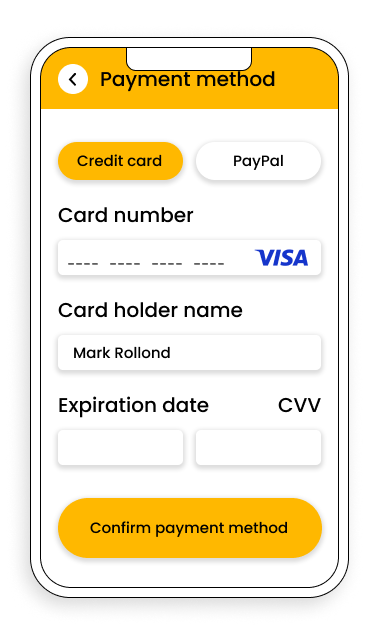 Payment method
Credit card PayPal
Card number
---- ---- ---- ---- VISA
Card holder name
Mark Rollond
Expiration date CVV
Confirm payment method